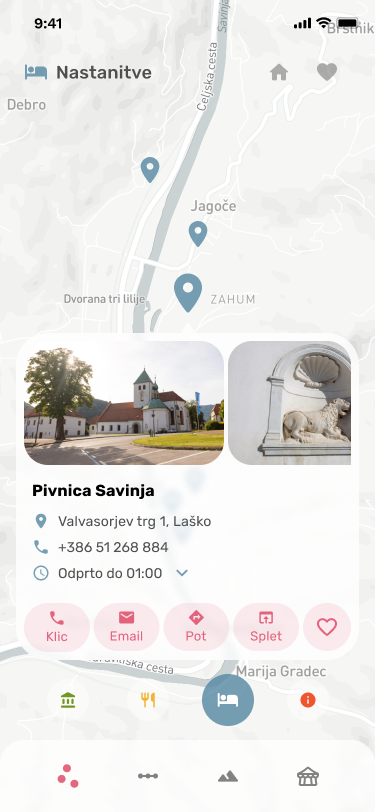 9:41
Brstnik
Savinja
Nastanitve
Celjska cesta
Debro
Jagoče
Dvorana tri lilije
ZAHUM
Pivnica Savinja
Valvasorjev trg 1, Laško
+386 51 268 884
Odprto do 01:00
Klic
Email
Pot
Splet
cesta
Marija Gradec